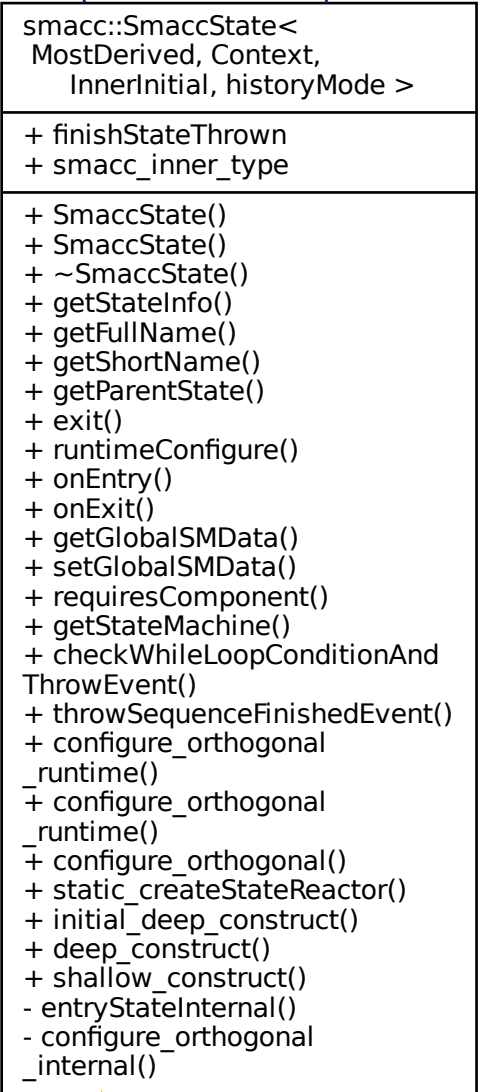 smacc::SmaccState<
MostDerived, Context,
InnerInitial, historyMode >
+ finishStateThrown
+ smacc_inner_type
+ SmaccState()
+ SmaccState()
+ ~SmaccState()
+ getStateInfo()
+ getFullName()
+ getShortName()
+ getParentState()
+ exit()
+ runtimeConfigure()
+ onEntry()
+ onExit()
+ getGlobalSMData()
+ setGlobalSMData()
+ requiresComponent()
+ getStateMachine()
+ checkWhileLoopConditionAnd
ThrowEvent()
+ throwSequenceFinishedEvent()
+ configure_orthogonal
_runtime()
+ configure_orthogonal
_runtime()
+ configure_orthogonal()
+ static_createStateReactor()
+ initial_deep_construct()
+ deep_construct()
+ shallow_construct()
- entryStateInternal()
- configure_orthogonal
_internal()